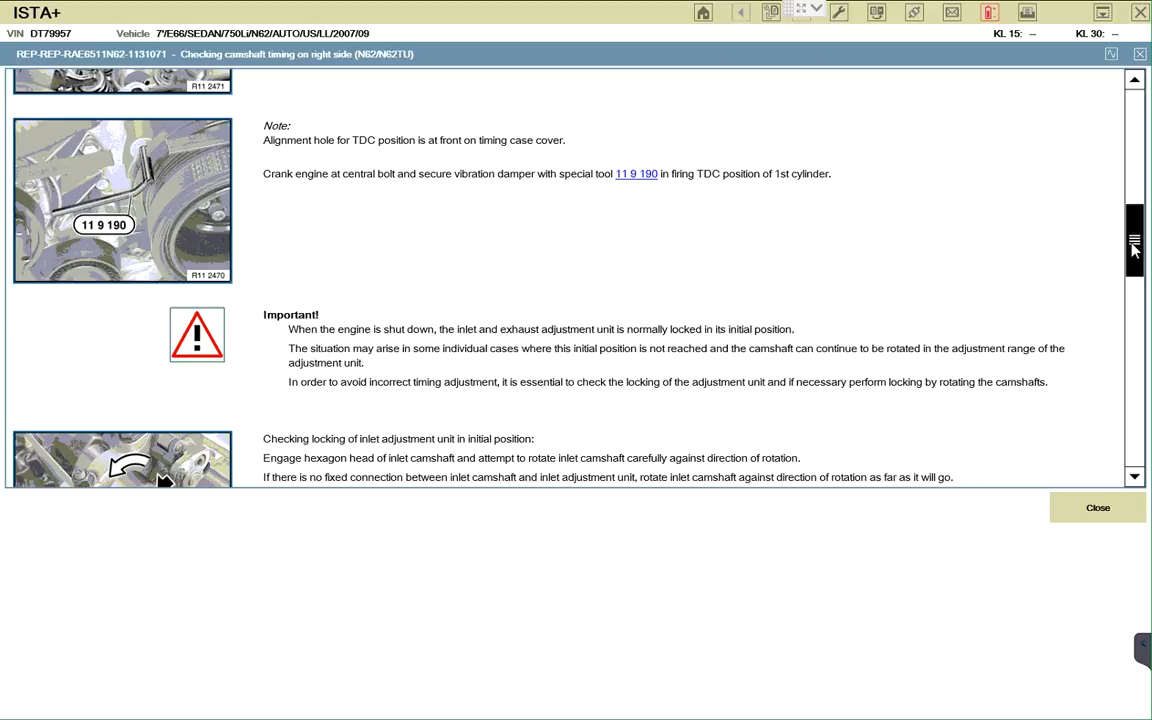 ISTA+
VIN DT79957 Vehicle 7'/E66/SEDAN/750Li/N62/AUTO/US/LL/2007/09 KL 15: -- KL 30: --
REP-REP-RAE6511N62-1131071 - Checking camshaft timing on right side (N62/N62TU)
R11 2471
Note:
Alignment hole for TDC position is at front on timing case cover.
Crank engine at central bolt and secure vibration damper with special tool 11 9 190 in firing TDC position of 1st cylinder.
11 9 190
R11 2470
Important!
When the engine is shut down, the inlet and exhaust adjustment unit is normally locked in its initial position.
The situation may arise in some individual cases where this initial position is not reached and the camshaft can continue to be rotated in the adjustment range of the
adjustment unit.
In order to avoid incorrect timing adjustment, it is essential to check the locking of the adjustment unit and if necessary perform locking by rotating the camshafts.
Checking locking of inlet adjustment unit in initial position:
Engage hexagon head of inlet camshaft and attempt to rotate inlet camshaft carefully against direction of rotation.
If there is no fixed connection between inlet camshaft and inlet adjustment unit, rotate inlet camshaft against direction of rotation as far as it will go.
Close